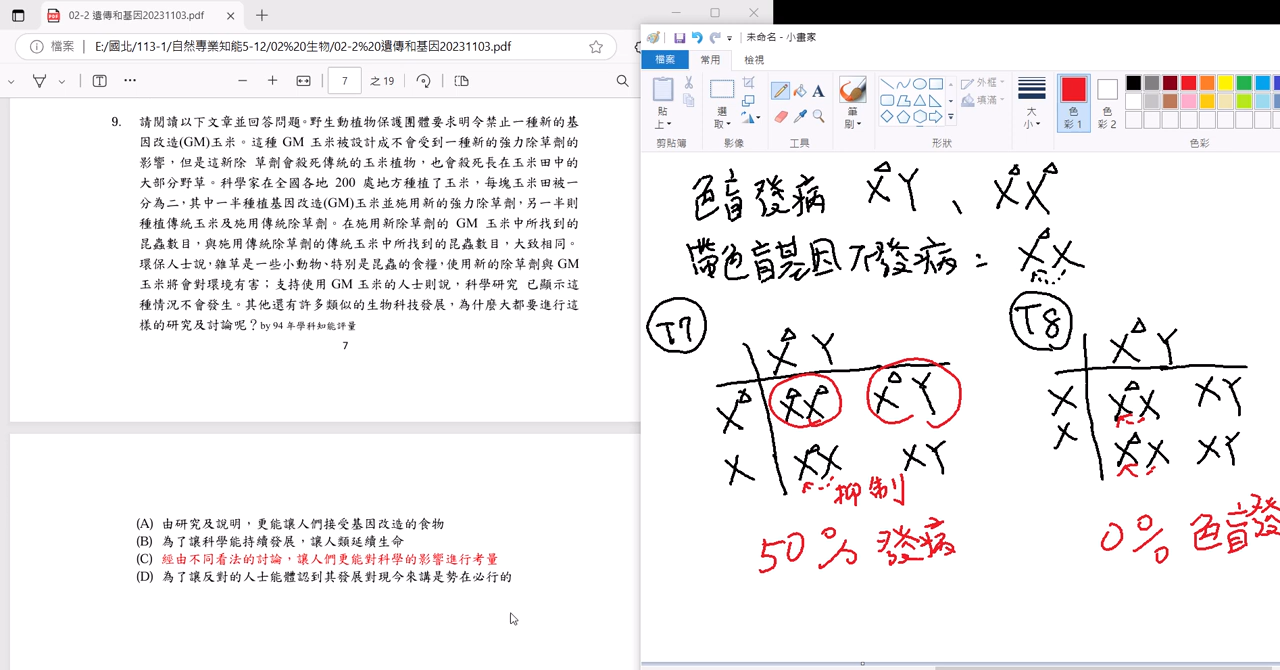 02-2 遺傳和基因20231103.pdf
檔案 E:/國北/113-1/自然專業知能5-12/02%20生物/02-2%20遺傳和基因20231103.pdf
7 之 19
9. 請閱讀以下文章並回答問題。野生動植物保護團體要求明令禁止一種新的基
因改造(GM)玉米。這種 GM 玉米被設計成不會受到一種新的強力除草劑的
影響，但是這新除 草劑會殺死傳統的玉米植物，也會殺死長在玉米田中的
大部分野草。科學家在全國各地 200 處地方種植了玉米，每塊玉米田被一
分為二，其中一半種植基因改造(GM)玉米並施用新的強力除草劑，另一半則
種植傳統玉米及施用傳統除草劑。在施用新除草劑的 GM 玉米中所找到的
昆蟲數目，與施用傳統除草劑的傳統玉米中所找到的昆蟲數目，大致相同。
環保人士說，雜草是一些小動物、特別是昆蟲的食糧，使用新的除草劑與 GM
玉米將會對環境有害；支持使用 GM 玉米的人士則說，科學研究 已顯示這
種情況不會發生。其他還有許多類似的生物科技發展，為什麼大都要進行這
樣的研究及討論呢？by 94 年學科知能評量
7
(A) 由研究及說明，更能讓人們接受基因改造的食物
(B) 為了讓科學能持續發展，讓人類延續生命
(C) 經由不同看法的討論，讓人們更能對科學的影響進行考量
(D) 為了讓反對的人士能體認到其發展對現今來講是勢在必行的
未命名 - 小畫家
檔案 常用 檢視
貼上 選取 筆刷 大小 色彩 1 色彩 2
外框
填滿
剪貼簿 影像 工具 形狀 色彩
色盲發病 X△Y、X△X△
帶色盲基因不發病: X△X
T7
X△ Y
X△ X△X△ X△Y
X X△X XY
抑制
50% 發病
T8
X△ Y
X X△X XY
X X△X XY
0% 色盲發